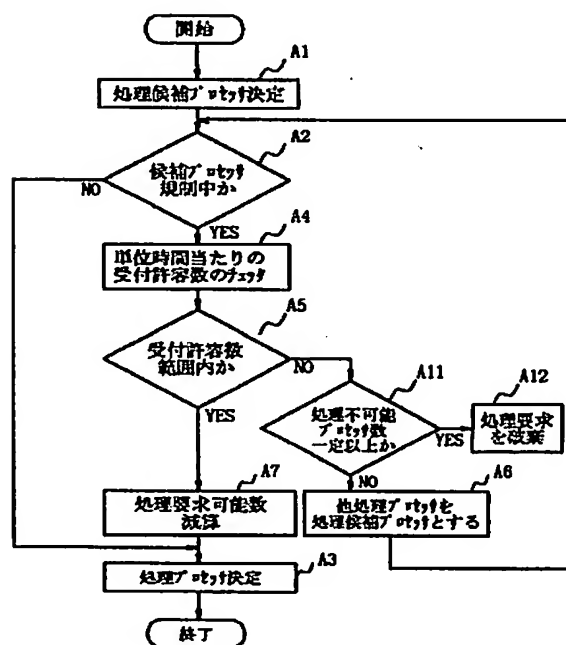 開始
A1
処理候補プロセッサ決定
A2
候補プロセッサ
規制中か
NO
YES
A4
単位時間当たりの
受付許容数のチェック
A5
受付許容数
範囲内か
NO
YES
A11
処理不可能
プロセッサ数
一定以上か
YES
NO
A12
処理要求
を破棄
A7
処理要求可能数
減算
A6
他処理プロセッサを
処理候補プロセッサとする
A3
処理プロセッサ決定
終了